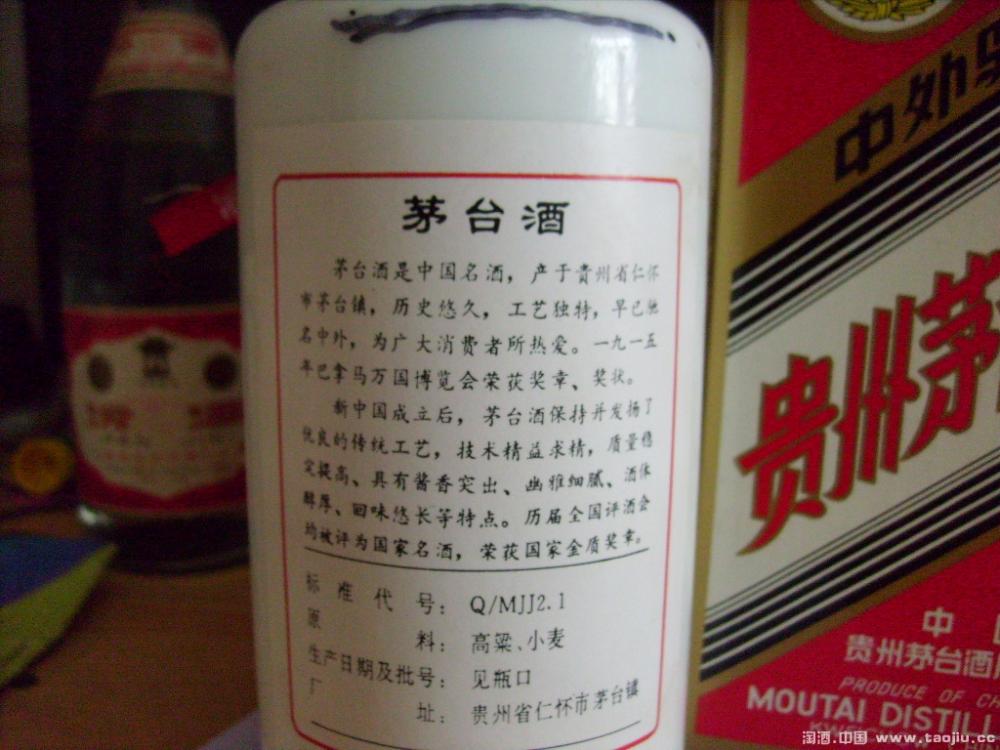 茅台酒
茅台酒是中国名酒，产于贵州省仁怀
市茅台镇，历史悠久，工艺独特，早已驰
名中外，为广大消费者所热爱。一九一五
年巴拿马万国博览会荣获奖章、奖状。
新中国成立后，茅台酒保持并发扬了
优良的传统工艺，技术精益求精，质量稳
定提高、具有酱香突出、幽雅细腻、酒体
醇厚、回味悠长等特点。历届全国评酒会
均被评为国家名酒，荣获国家金质奖章。
标准代号：Q/MJJ2.1
原料：高粱、小麦
生产日期及批号：见瓶口
厂址：贵州省仁怀市茅台镇
中外
贵州茅
中
贵州茅台酒
PRODUCE OF
MOUTAI DISTILL
淘酒.中国 www.taojiu.cc